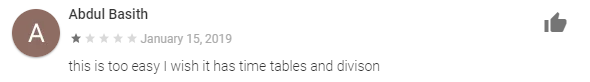 Abdul Basith
A
January 15, 2019
this is too easy I wish it has time tables and divison